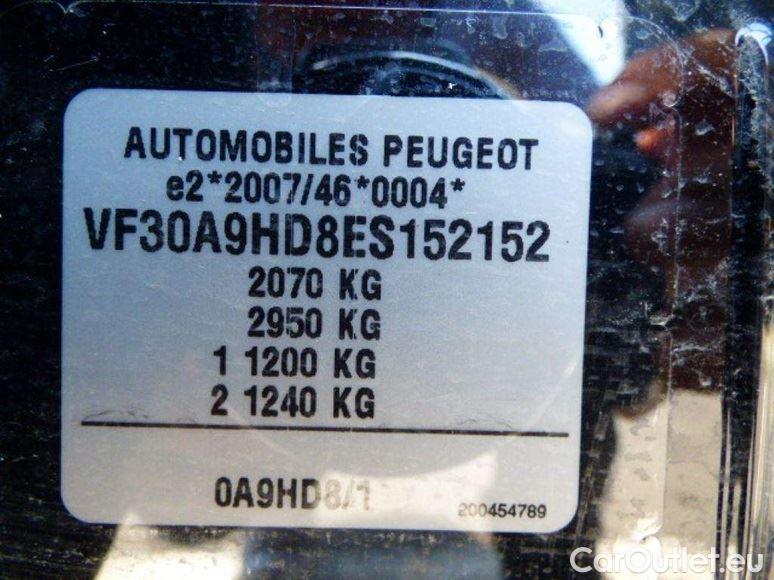 AUTOMOBILES PEUGEOT
e2*2007/46*0004*
VF30A9HD8ES152152
2070 KG
2950 KG
1 1200 KG
2 1240 KG
0A9HD8/1
200454789
CarOutlet.eu